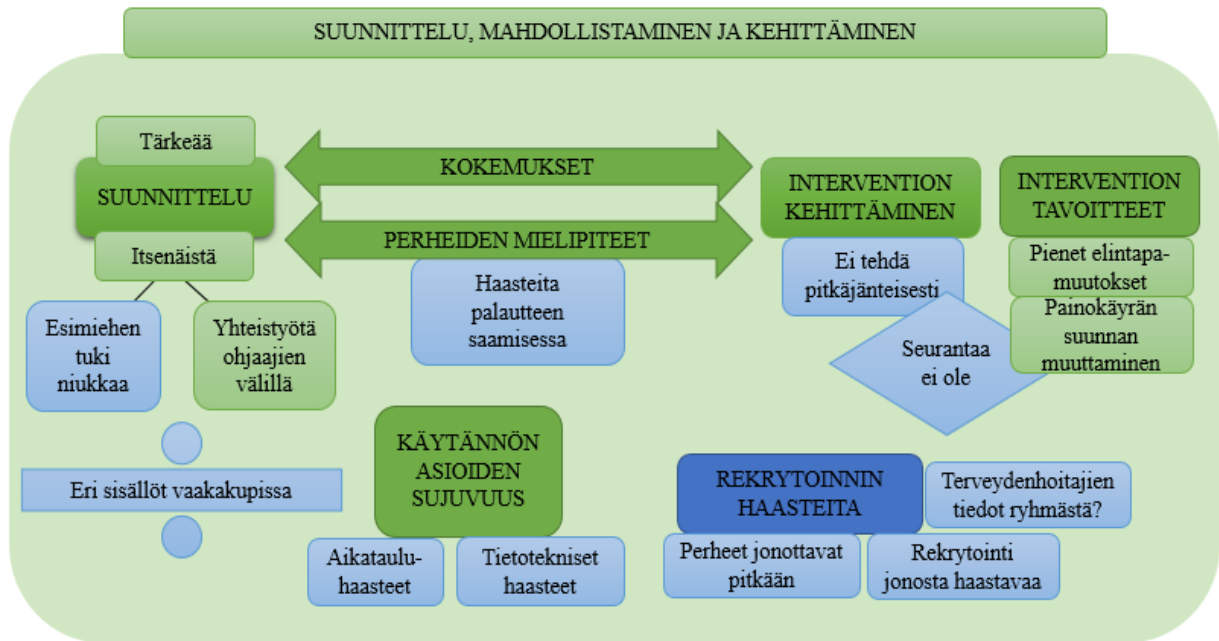 SUUNNITTELU, MAHDOLLISTAMINEN JA KEHITTÄMINEN
Tärkeää
SUUNNITTELU
Itsenäistä
Esimiehen
tuki
niukkaa
Yhteistyötä
ohjaajien
välillä
Eri sisällöt vaakakupissa
KOKEMUKSET
PERHEIDEN MIELIPITEET
Haasteita
palautteen
saamisessa
INTERVENTION
KEHITTÄMINEN
Ei tehdä
pitkäjänteisesti
Seurantaa
ei ole
INTERVENTION
TAVOITTEET
Pienet elintapa-
muutokset
Painokäyrän
suunnan
muuttaminen
KÄYTÄNNÖN
ASIOIDEN
SUJUVUUS
Aikataulu-
haasteet
Tietotekniset
haasteet
REKRYTOINNIN
HAASTEITA
Terveydenhoitajien
tiedot ryhmästä?
Perheet jonottavat
pitkään
Rekrytointi
jonosta haastavaa